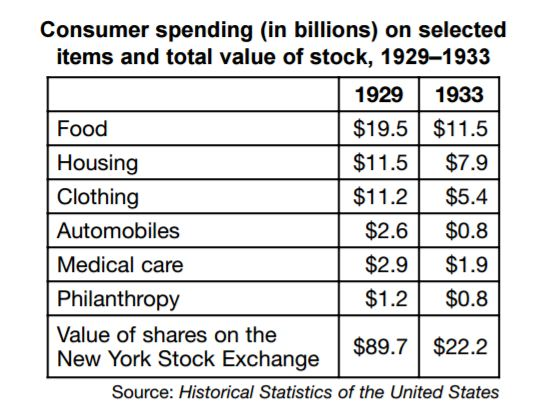 Consumer spending (in billions) on selected
items and total value of stock, 1929–1933
1929 1933
Food $19.5 $11.5
Housing $11.5 $7.9
Clothing $11.2 $5.4
Automobiles $2.6 $0.8
Medical care $2.9 $1.9
Philanthropy $1.2 $0.8
Value of shares on the
New York Stock Exchange $89.7 $22.2
Source: Historical Statistics of the United States